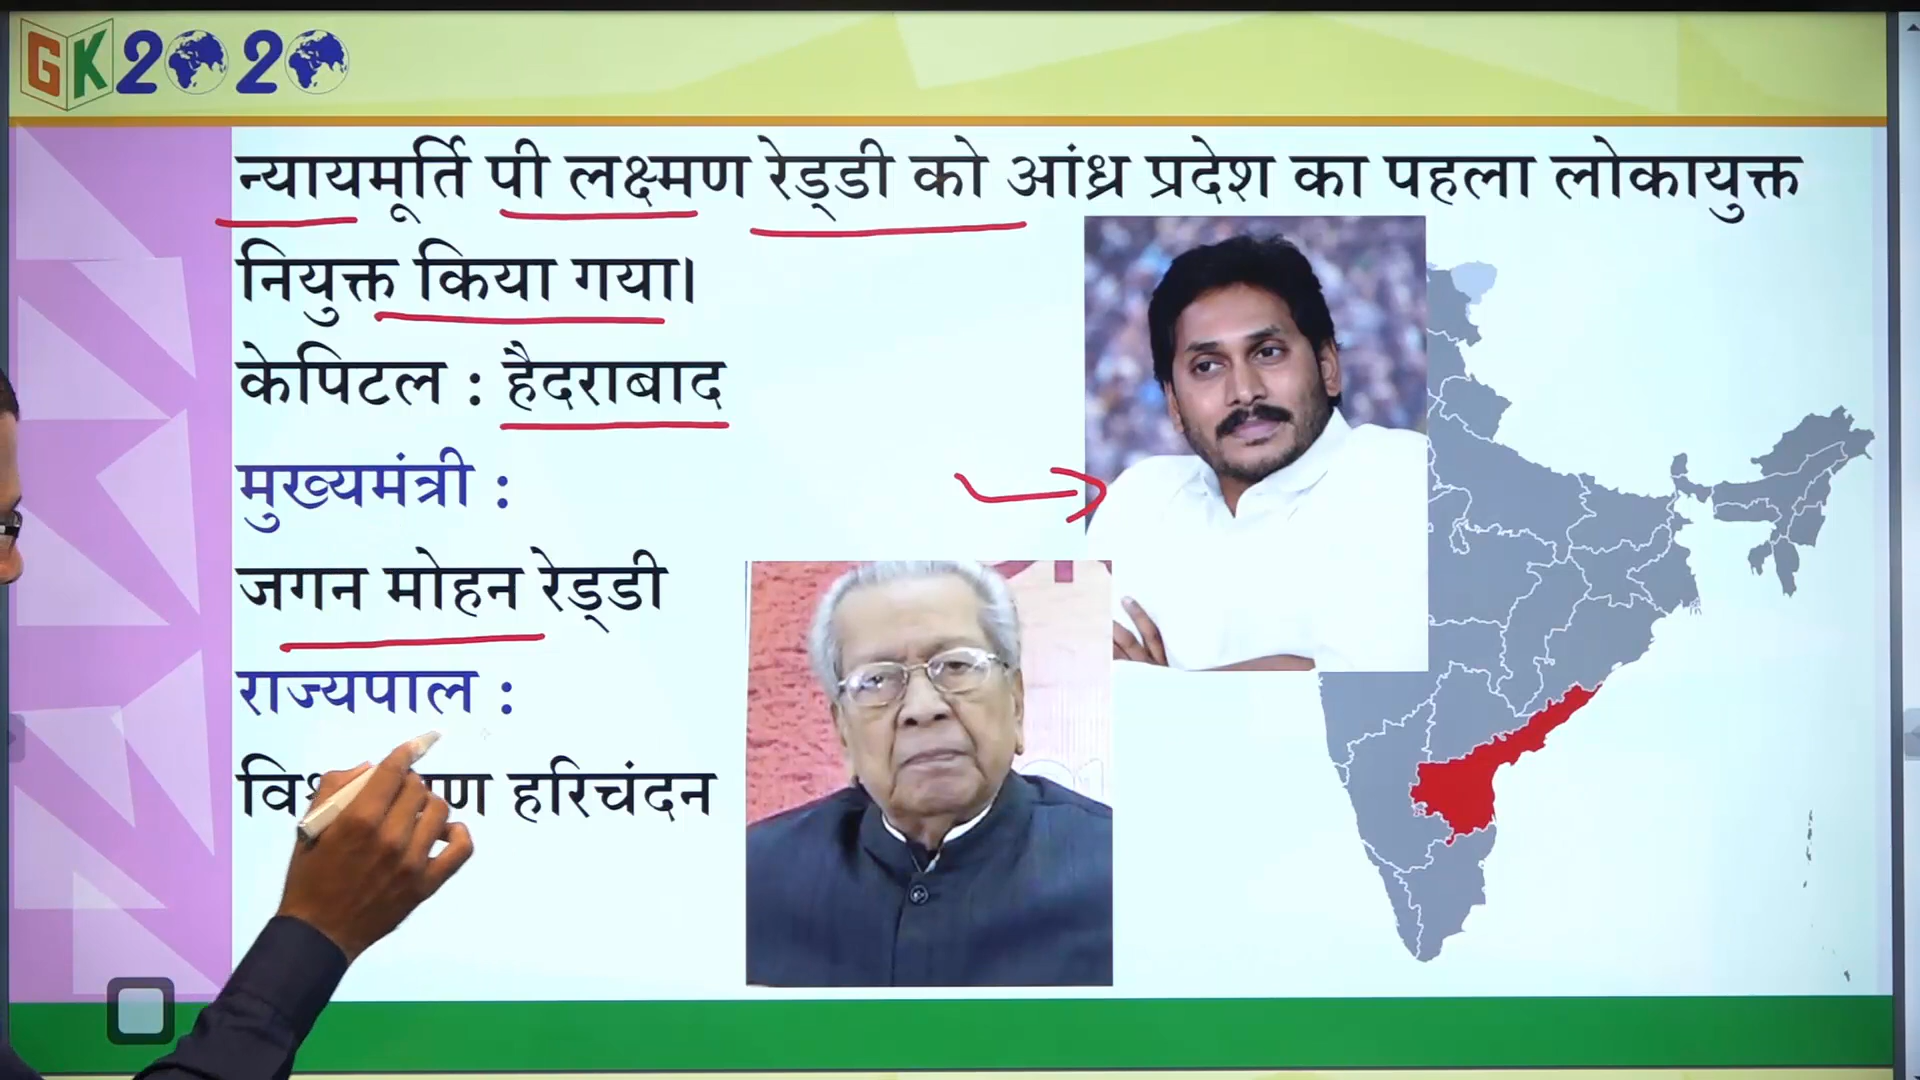 GK2020
न्यायमूर्ति पी लक्ष्मण रेड्डी को आंध्र प्रदेश का पहला लोकायुक्त
नियुक्त किया गया।
केपिटल : हैदराबाद
मुख्यमंत्री :
जगन मोहन रेड्डी
राज्यपाल :
हरिचंदन